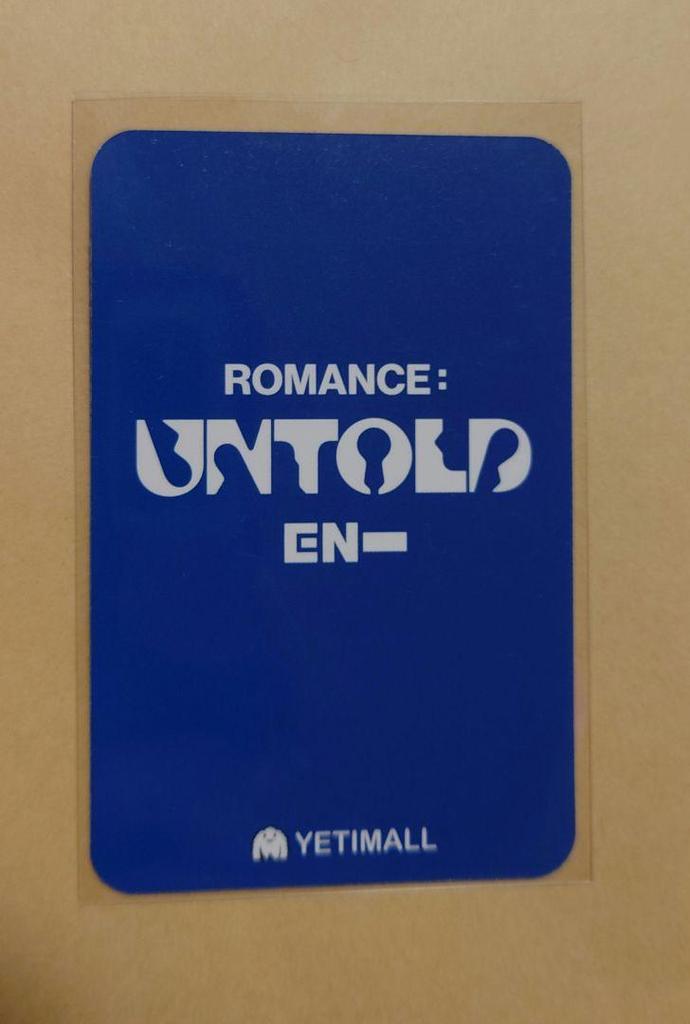 ROMANCE:
UNTOLD
EN-
YETIMALL